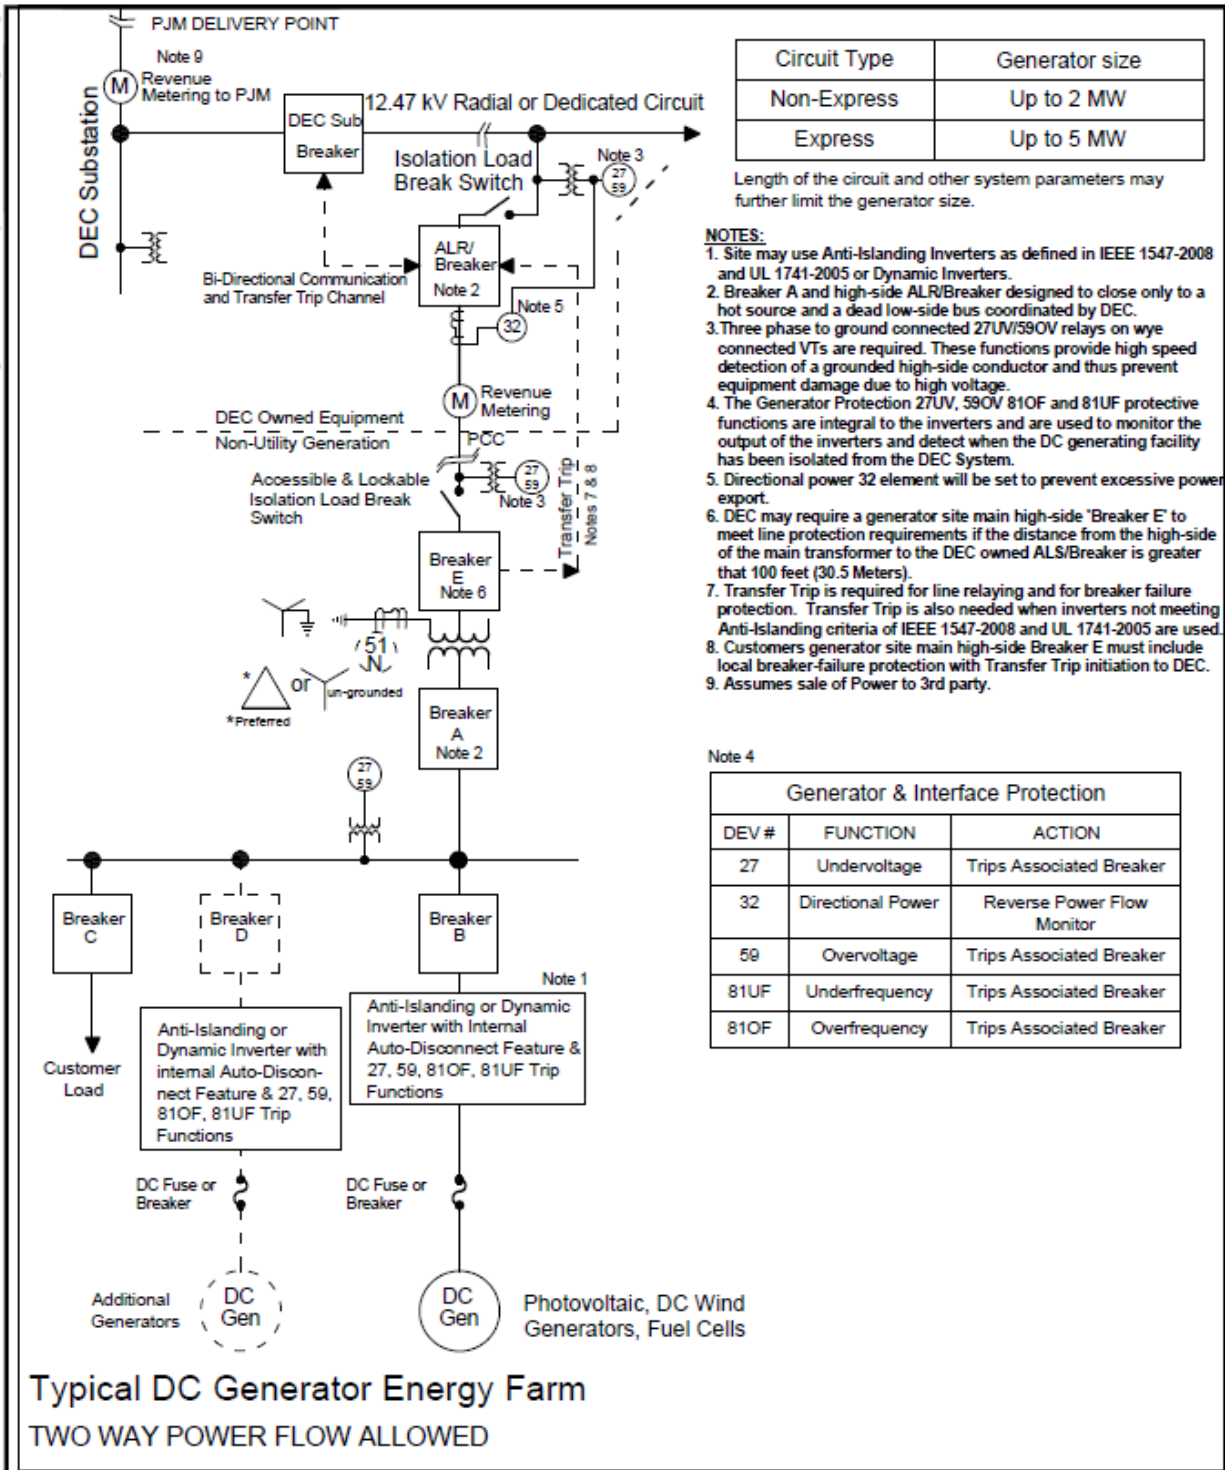 PJM DELIVERY POINT
Note 9
M
Revenue
Metering to PJM
DEC Substation
DEC Sub
Breaker
12.47 kV Radial or Dedicated Circuit
Isolation Load
Break Switch
Note 3
27
59
ALR/
Breaker
Note 2
Bi-Directional Communication
and Transfer Trip Channel
Note 5
32
M
Revenue
Metering
DEC Owned Equipment
Non-Utility Generation
PCC
Accessible & Lockable
Isolation Load Break
Switch
27
59
Note 3
Transfer Trip
Notes 7 & 8
Breaker
E
Note 6
51
N
*
or
un-grounded
*Preferred
Breaker
A
Note 2
27
59
Breaker
C
Breaker
D
Breaker
B
Note 1
Customer
Load
Anti-Islanding or
Dynamic Inverter with
internal Auto-Discon-
nect Feature & 27, 59,
81OF, 81UF Trip
Functions
Anti-Islanding or Dynamic
Inverter with Internal
Auto-Disconnect Feature &
27, 59, 81OF, 81UF Trip
Functions
DC Fuse or
Breaker
DC Fuse or
Breaker
Additional
Generators
DC
Gen
DC
Gen
Photovoltaic, DC Wind
Generators, Fuel Cells
Typical DC Generator Energy Farm
TWO WAY POWER FLOW ALLOWED
Circuit Type Generator size
Non-Express Up to 2 MW
Express Up to 5 MW
Length of the circuit and other system parameters may
further limit the generator size.
NOTES:
1. Site may use Anti-Islanding Inverters as defined in IEEE 1547-2008
and UL 1741-2005 or Dynamic Inverters.
2. Breaker A and high-side ALR/Breaker designed to close only to a
hot source and a dead low-side bus coordinated by DEC.
3.Three phase to ground connected 27UV/59OV relays on wye
connected VTs are required. These functions provide high speed
detection of a grounded high-side conductor and thus prevent
equipment damage due to high voltage.
4. The Generator Protection 27UV, 59OV 81OF and 81UF protective
functions are integral to the inverters and are used to monitor the
output of the inverters and detect when the DC generating facility
has been isolated from the DEC System.
5. Directional power 32 element will be set to prevent excessive power
export.
6. DEC may require a generator site main high-side "Breaker E" to
meet line protection requirements if the distance from the high-side
of the main transformer to the DEC owned ALS/Breaker is greater
that 100 feet (30.5 Meters).
7. Transfer Trip is required for line relaying and for breaker failure
protection. Transfer Trip is also needed when inverters not meeting
Anti-Islanding criteria of IEEE 1547-2008 and UL 1741-2005 are used.
8. Customers generator site main high-side Breaker E must include
local breaker-failure protection with Transfer Trip initiation to DEC.
9. Assumes sale of Power to 3rd party.
Note 4
Generator & Interface Protection
DEV # FUNCTION ACTION
27 Undervoltage Trips Associated Breaker
32 Directional Power Reverse Power Flow
Monitor
59 Overvoltage Trips Associated Breaker
81UF Underfrequency Trips Associated Breaker
81OF Overfrequency Trips Associated Breaker